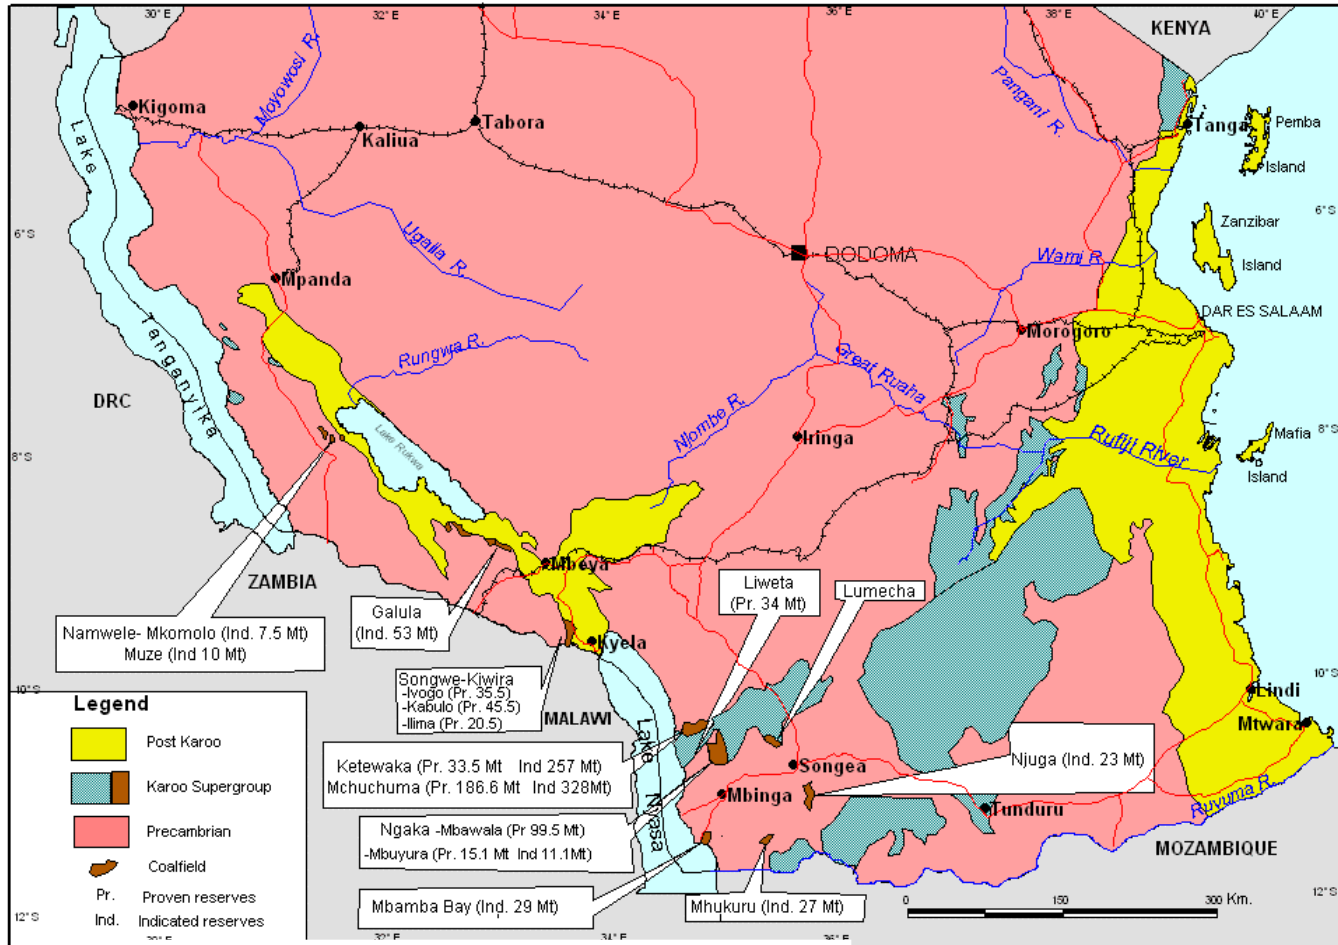 30° E
32° E
34° E
36° E
38° E
40° E
KENYA
Moyowosi R.
Pangani R.
Kigoma
Kaliua
Tabora
Tanga
Pemba
Island
Lake
Tanganyika
6°S
6°S
Ugalla R.
Zanzibar
Island
DODOMA
Wami R.
Mpanda
DAR ES SALAAM
Morogoro
Rungwa R.
Great Ruaha
DRC
Njombe R.
Lake Rukwa
Iringa
Rufiji River
Mafia
Island
8°S
8°S
ZAMBIA
Mbeya
Liweta
(Pr. 34 Mt)
Lumecha
Galula
(Ind. 53 Mt)
Namwele- Mkomolo (Ind. 7.5 Mt)
Muze (Ind 10 Mt)
Kyela
Songwe-Kiwira
-Ivogo (Pr. 35.5)
-Kabulo (Pr. 45.5)
-Ilima (Pr. 20.5)
10°S
10°S
MALAWI
Lake Nyasa
Lindi
Mtwara
Legend
Post Karoo
Karoo Supergroup
Precambrian
Coalfield
Pr. Proven reserves
Ind. Indicated reserves
Ketewaka (Pr. 33.5 Mt Ind 257 Mt)
Mchuchuma (Pr. 186.6 Mt Ind 328Mt)
Songea
Njuga (Ind. 23 Mt)
Mbinga
Tunduru
Ruvuma R.
Ngaka -Mbawala (Pr 99.5 Mt)
-Mbuyura (Pr. 15.1 Mt Ind 11.1Mt)
MOZAMBIQUE
Mbamba Bay (Ind. 29 Mt)
Mhukuru (Ind. 27 Mt)
0 150 300 Km.
12°S
12°S
32° E
34° E
36° E